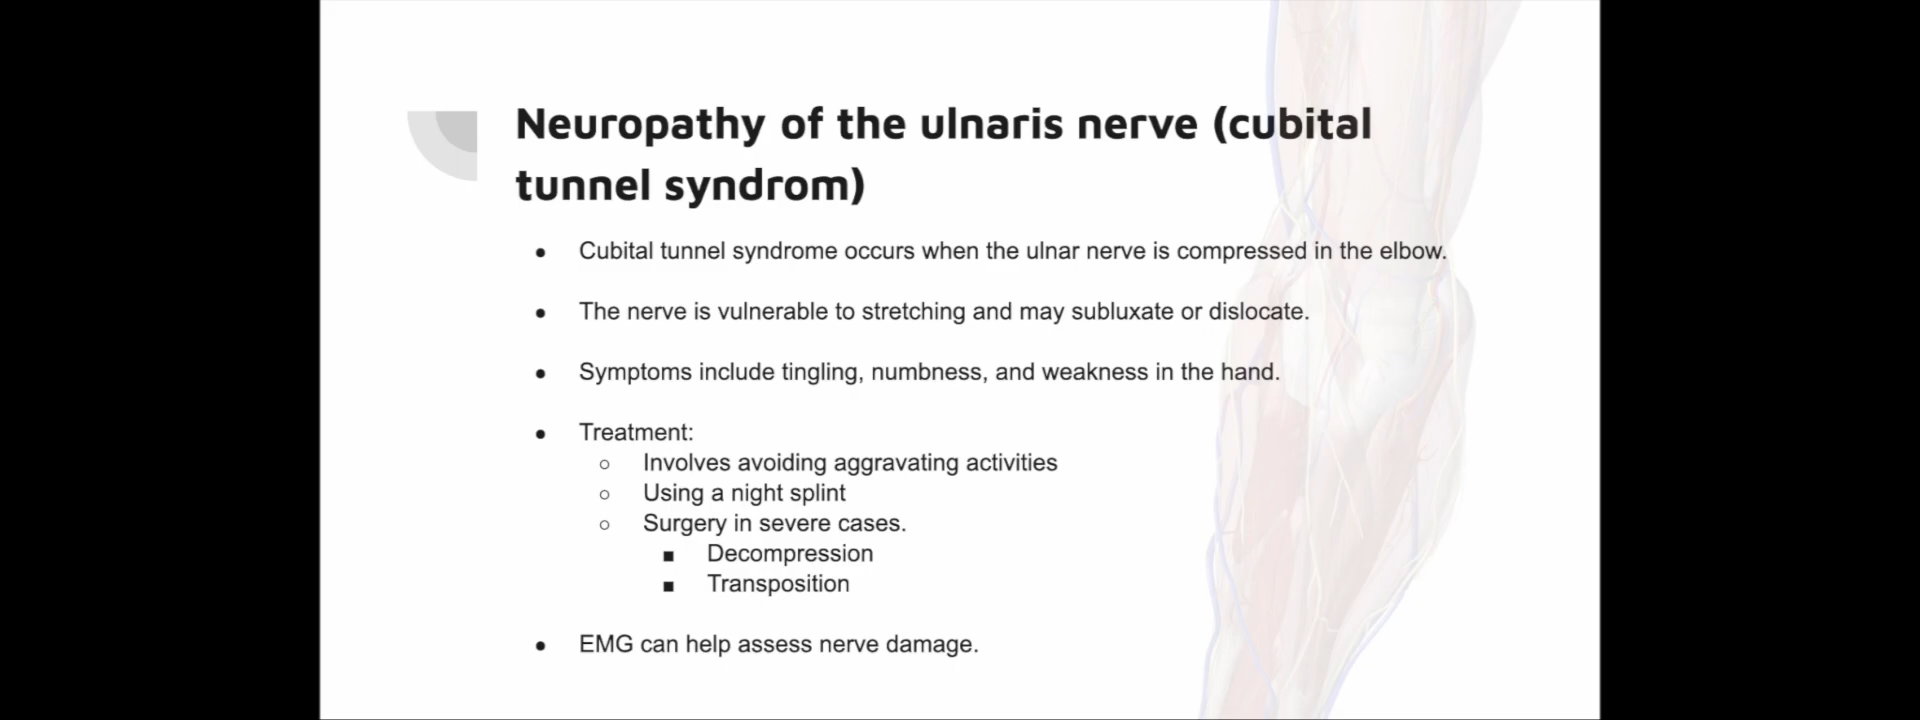 Neuropathy of the ulnaris nerve (cubital
tunnel syndrom)
● Cubital tunnel syndrome occurs when the ulnar nerve is compressed in the elbow.
● The nerve is vulnerable to stretching and may subluxate or dislocate.
● Symptoms include tingling, numbness, and weakness in the hand.
● Treatment:
○ Involves avoiding aggravating activities
○ Using a night splint
○ Surgery in severe cases.
■ Decompression
■ Transposition
● EMG can help assess nerve damage.